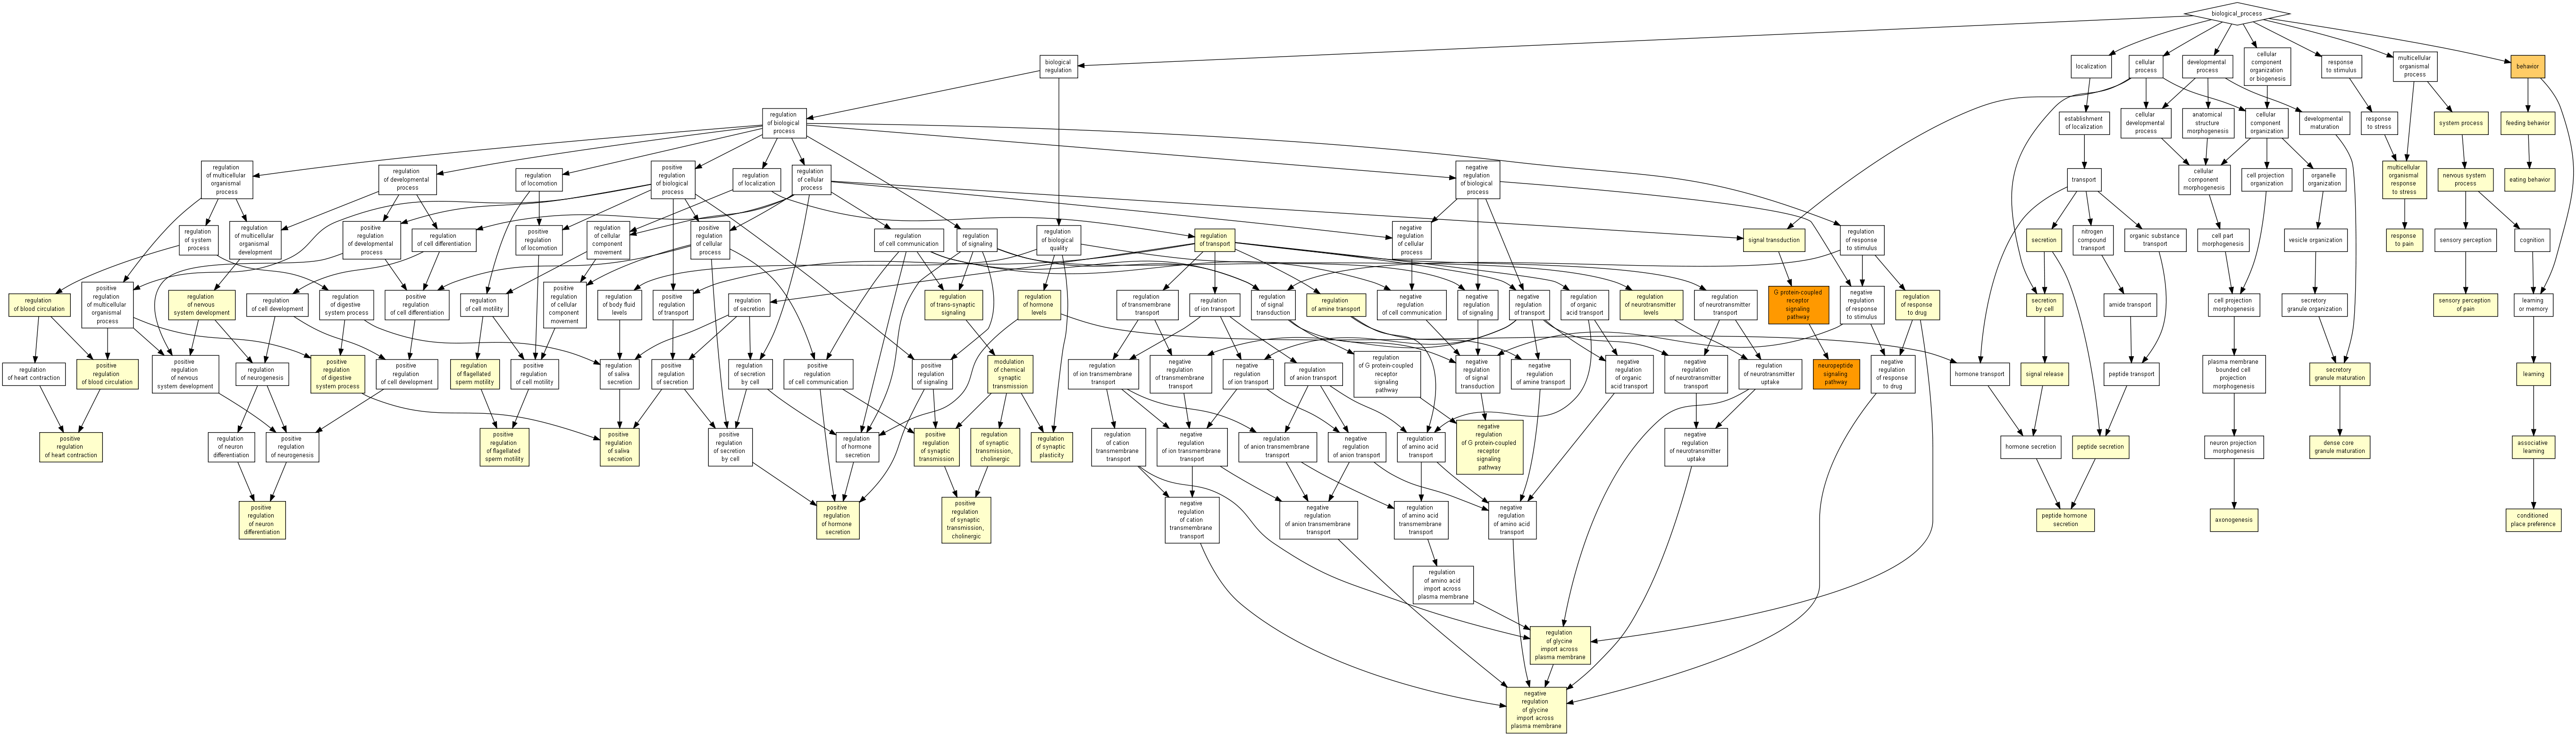 biological_process
biological
regulation
localization
cellular
process
developmental
process
cellular
component
organization
or biogenesis
response
to stimulus
multicellular
organismal
process
behavior
regulation
of biological
process
establishment
of localization
cellular
developmental
process
anatomical
structure
morphogenesis
cellular
component
organization
developmental
maturation
response
to stress
system process
feeding behavior
regulation
of multicellular
organismal
process
regulation
of developmental
process
regulation
of locomotion
positive
regulation
of biological
process
regulation
of localization
regulation
of cellular
process
negative
regulation
of biological
process
transport
cellular
component
morphogenesis
cell projection
organization
organelle
organization
multicellular
organismal
response
to stress
nervous system
process
eating behavior
regulation
of system
process
regulation
of multicellular
organismal
development
positive
regulation
of developmental
process
regulation
of cell differentiation
positive
regulation
of locomotion
regulation
of cellular
component
movement
positive
regulation
of cellular
process
regulation
of cell communication
regulation
of signaling
regulation
of biological
quality
regulation
of transport
negative
regulation
of cellular
process
signal transduction
regulation
of response
to stimulus
secretion
nitrogen
compound
transport
organic substance
transport
cell part
morphogenesis
vesicle organization
response
to pain
sensory perception
cognition
regulation
of blood circulation
positive
regulation
of multicellular
organismal
process
regulation
of nervous
system development
regulation
of cell development
regulation
of digestive
system process
positive
regulation
of cell differentiation
regulation
of cell motility
positive
regulation
of cellular
component
movement
regulation
of body fluid
levels
positive
regulation
of transport
regulation
of secretion
regulation
of trans-synaptic
signaling
regulation
of hormone
levels
regulation
of transmembrane
transport
regulation
of ion transport
regulation
of signal
transduction
regulation
of amine transport
negative
regulation
of cell communication
negative
regulation
of signaling
negative
regulation
of transport
regulation
of organic
acid transport
regulation
of neurotransmitter
levels
regulation
of neurotransmitter
transport
G protein-coupled
receptor
signaling
pathway
negative
regulation
of response
to stimulus
regulation
of response
to drug
secretion
by cell
amide transport
cell projection
morphogenesis
secretory
granule organization
sensory perception
of pain
learning
or memory
regulation
of heart contraction
positive
regulation
of blood circulation
positive
regulation
of nervous
system development
regulation
of neurogenesis
positive
regulation
of digestive
system process
positive
regulation
of cell development
regulation
of flagellated
sperm motility
positive
regulation
of cell motility
regulation
of saliva
secretion
positive
regulation
of secretion
regulation
of secretion
by cell
positive
regulation
of cell communication
positive
regulation
of signaling
modulation
of chemical
synaptic
transmission
regulation
of ion transmembrane
transport
negative
regulation
of transmembrane
transport
negative
regulation
of ion transport
regulation
of anion transport
regulation
of G protein-coupled
receptor
signaling
pathway
negative
regulation
of signal
transduction
negative
regulation
of amine transport
negative
regulation
of organic
acid transport
negative
regulation
of neurotransmitter
transport
regulation
of neurotransmitter
uptake
neuropeptide
signaling
pathway
negative
regulation
of response
to drug
hormone transport
signal release
peptide transport
plasma membrane
bounded cell
projection
morphogenesis
secretory
granule maturation
learning
positive
regulation
of heart contraction
regulation
of neuron
differentiation
positive
regulation
of neurogenesis
positive
regulation
of flagellated
sperm motility
positive
regulation
of saliva
secretion
positive
regulation
of secretion
by cell
regulation
of hormone
secretion
positive
regulation
of synaptic
transmission
regulation
of synaptic
transmission,
cholinergic
regulation
of synaptic
plasticity
regulation
of cation
transmembrane
transport
negative
regulation
of ion transmembrane
transport
regulation
of anion transmembrane
transport
negative
regulation
of anion transport
regulation
of amino acid
transport
negative
regulation
of G protein-coupled
receptor
signaling
pathway
negative
regulation
of neurotransmitter
uptake
hormone secretion
peptide secretion
neuron projection
morphogenesis
dense core
granule maturation
associative
learning
positive
regulation
of neuron
differentiation
positive
regulation
of hormone
secretion
positive
regulation
of synaptic
transmission,
cholinergic
negative
regulation
of cation
transmembrane
transport
negative
regulation
of anion transmembrane
transport
regulation
of amino acid
transmembrane
transport
negative
regulation
of amino acid
transport
peptide hormone
secretion
axonogenesis
conditioned
place preference
regulation
of amino acid
import across
plasma membrane
regulation
of glycine
import across
plasma membrane
negative
regulation
of glycine
import across
plasma membrane